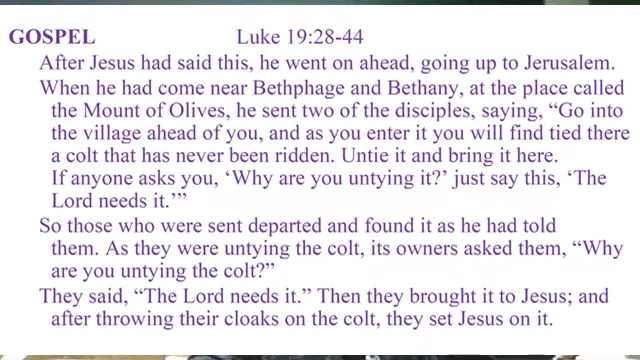 GOSPEL Luke 19:28-44
After Jesus had said this, he went on ahead, going up to Jerusalem.
When he had come near Bethphage and Bethany, at the place called
the Mount of Olives, he sent two of the disciples, saying, “Go into
the village ahead of you, and as you enter it you will find tied there
a colt that has never been ridden. Untie it and bring it here.
If anyone asks you, ‘Why are you untying it?’ just say this, ‘The
Lord needs it.’”
So those who were sent departed and found it as he had told
them. As they were untying the colt, its owners asked them, “Why
are you untying the colt?”
They said, “The Lord needs it.” Then they brought it to Jesus; and
after throwing their cloaks on the colt, they set Jesus on it.